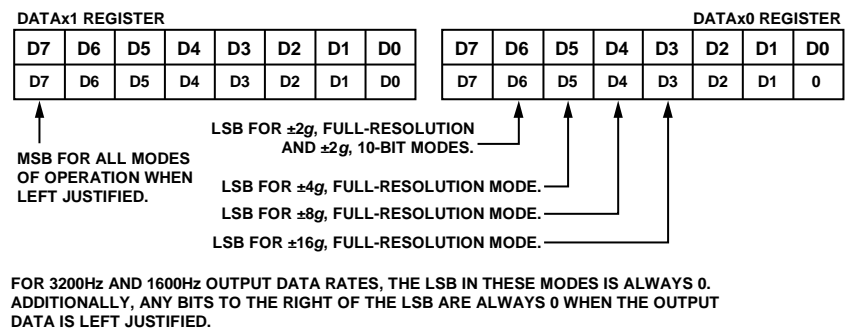 DATAx1 REGISTER
DATAx0 REGISTER
D7 D6 D5 D4 D3 D2 D1 D0 D7 D6 D5 D4 D3 D2 D1 D0
D7 D6 D5 D4 D3 D2 D1 D0 D7 D6 D5 D4 D3 D2 D1 0
MSB FOR ALL MODES
OF OPERATION WHEN
LEFT JUSTIFIED.
LSB FOR ±2g, FULL-RESOLUTION
AND ±2g, 10-BIT MODES.
LSB FOR ±4g, FULL-RESOLUTION MODE.
LSB FOR ±8g, FULL-RESOLUTION MODE.
LSB FOR ±16g, FULL-RESOLUTION MODE.
FOR 3200Hz AND 1600Hz OUTPUT DATA RATES, THE LSB IN THESE MODES IS ALWAYS 0.
ADDITIONALLY, ANY BITS TO THE RIGHT OF THE LSB ARE ALWAYS 0 WHEN THE OUTPUT
DATA IS LEFT JUSTIFIED.